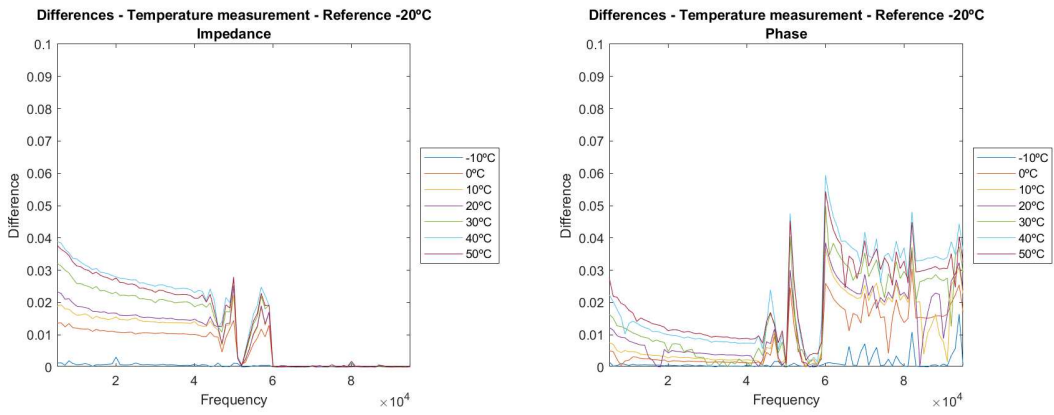 Differences - Temperature measurement - Reference -20ºC
Impedance
0.1
0.09
0.08
0.07
0.06
0.05
0.04
0.03
0.02
0.01
0
Difference
2
4
6
8
Frequency
×10⁴
-10ºC
0ºC
10ºC
20ºC
30ºC
40ºC
50ºC
Differences - Temperature measurement - Reference -20ºC
Phase
0.1
0.09
0.08
0.07
0.06
0.05
0.04
0.03
0.02
0.01
0
Difference
2
4
6
8
Frequency
×10⁴
-10ºC
0ºC
10ºC
20ºC
30ºC
40ºC
50ºC